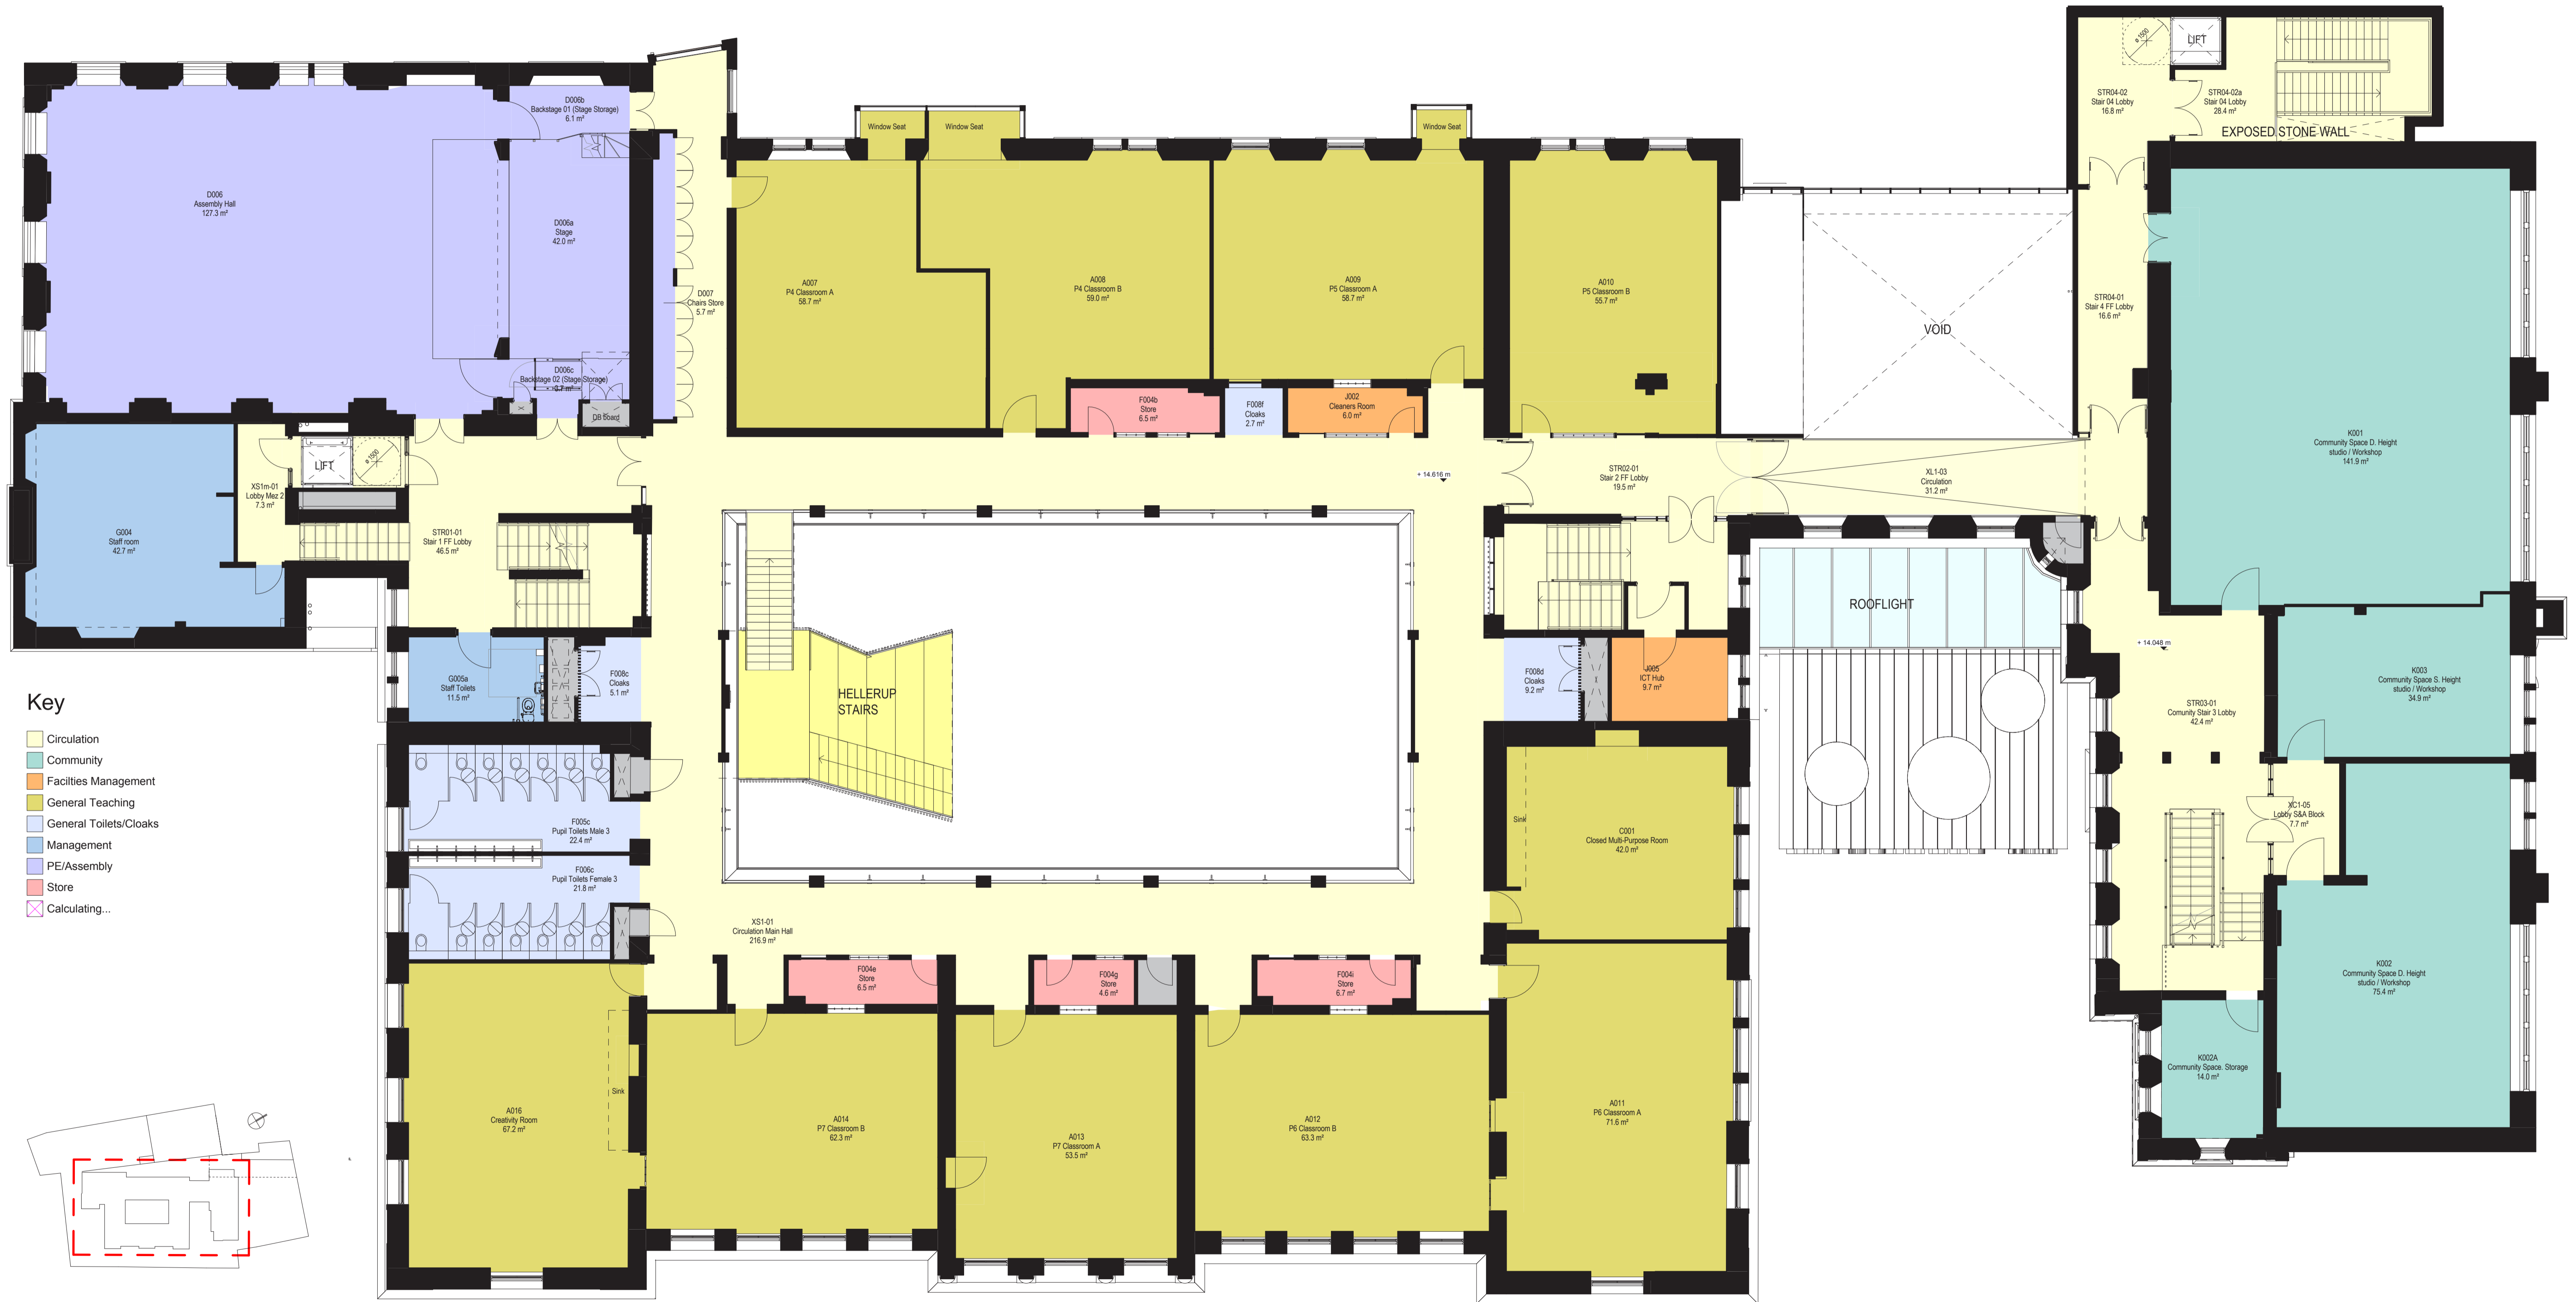 LIFT
ø 1500
STR04-02
Stair 04 Lobby
16.8 m²
STR04-02a
Stair 04 Lobby
28.4 m²
EXPOSED STONE WALL
D006b
Backstage 01 (Stage Storage)
6.1 m²
Window Seat
Window Seat
Window Seat
D006
Assembly Hall
127.3 m²
D006a
Stage
42.0 m²
D007
Chairs Store
5.7 m²
A007
P4 Classroom A
58.7 m²
A008
P4 Classroom B
59.0 m²
A009
P5 Classroom A
58.7 m²
A010
P5 Classroom B
55.7 m²
VOID
STR04-01
Stair 4 FF Lobby
16.6 m²
D006c
Backstage 02 (Stage Storage)
DB board
F004b
Store
6.5 m²
F008f
Cloaks
2.7 m²
J002
Cleaners Room
6.0 m²
K001
Community Space D. Height
studio / Workshop
141.9 m²
LIFT
ø 1500
XS1m-01
Lobby Mez 2
7.3 m²
+ 14.616 m
STR02-01
Stair 2 FF Lobby
19.5 m²
XL1-03
Circulation
31.2 m²
G004
Staff room
42.7 m²
STR01-01
Stair 1 FF Lobby
46.5 m²
ROOFLIGHT
+ 14.048 m
G005a
Staff Toilets
11.5 m²
F008c
Cloaks
5.1 m²
HELLERUP
STAIRS
F008d
Cloaks
9.2 m²
J005
ICT Hub
9.7 m²
K003
Community Space S. Height
studio / Workshop
34.9 m²
STR03-01
Comunity Stair 3 Lobby
42.4 m²
Key
Circulation
Community
Facilties Management
General Teaching
General Toilets/Cloaks
Management
PE/Assembly
Store
Calculating...
F005c
Pupil Toilets Male 3
22.4 m²
F006c
Pupil Toilets Female 3
21.8 m²
Sink
C001
Closed Multi-Purpose Room
42.0 m²
XC1-05
Lobby S&A Block
7.7 m²
XS1-01
Circulation Main Hall
216.9 m²
F004e
Store
6.5 m²
F004g
Store
4.6 m²
F004i
Store
6.7 m²
K002
Community Space D. Height
studio / Workshop
75.4 m²
K002A
Community Space. Storage
14.0 m²
Sink
A016
Creativity Room
67.2 m²
A014
P7 Classroom B
62.3 m²
A013
P7 Classroom A
53.5 m²
A012
P6 Classroom B
63.3 m²
A011
P6 Classroom A
71.6 m²